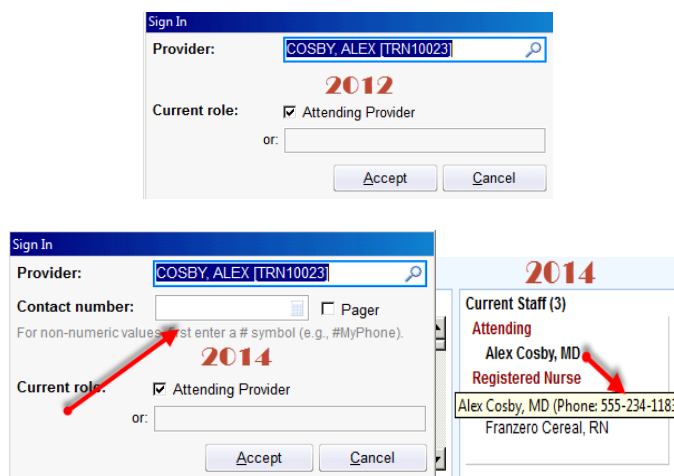 Sign In
Provider: COSBY, ALEX [TRN10023]
2012
Current role: Attending Provider
or:
Accept Cancel
Sign In
Provider: COSBY, ALEX [TRN10023]
Contact number: Pager
For non-numeric values, first enter a # symbol (e.g., #MyPhone).
2014
Current role: Attending Provider
or:
Accept Cancel
2014
Current Staff (3)
Attending
Alex Cosby, MD
Registered Nurse
Alex Cosby, MD (Phone: 555-234-1183
Franzero Cereal, RN